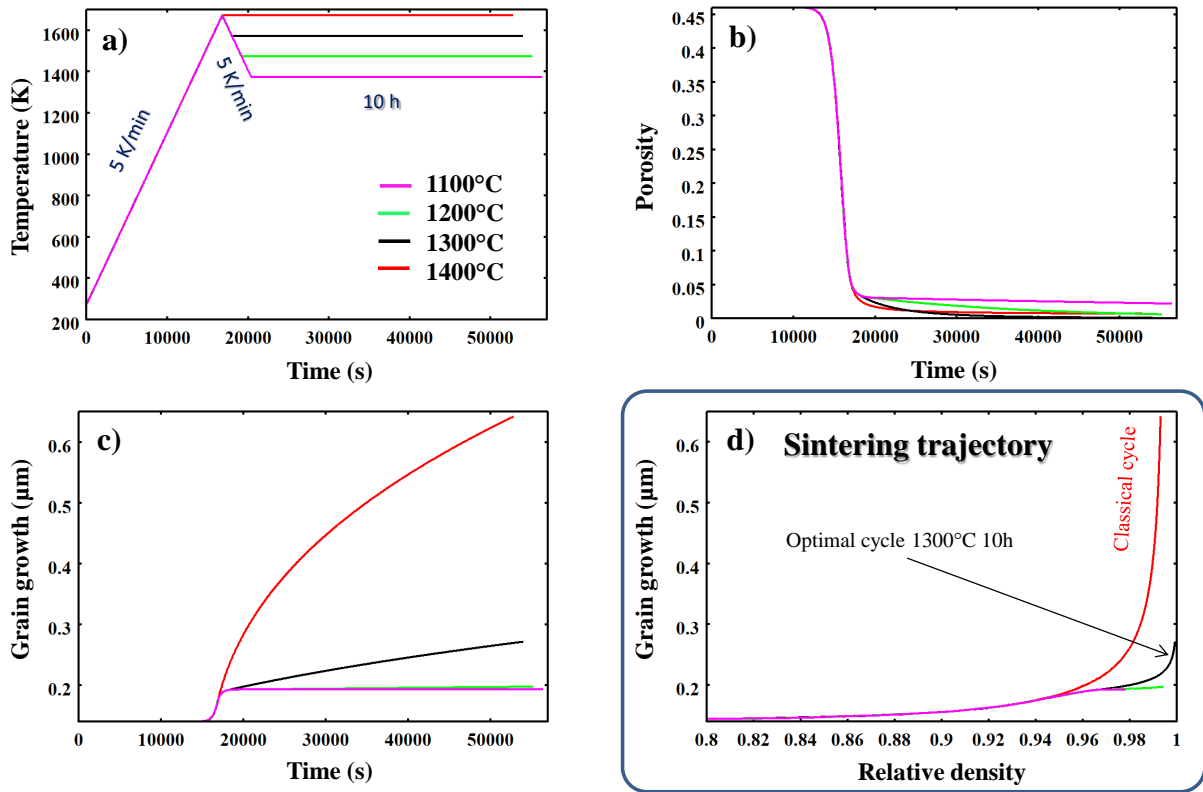 a)
Temperature (K)
1600
1400
1200
1000
800
600
400
200
5 K/min
5 K/min
10 h
1100°C
1200°C
1300°C
1400°C
0 10000 20000 30000 40000 50000
Time (s)
b)
Porosity
0.45
0.4
0.35
0.3
0.25
0.2
0.15
0.1
0.05
0
0 10000 20000 30000 40000 50000
Time (s)
c)
Grain growth (µm)
0.6
0.5
0.4
0.3
0.2
0 10000 20000 30000 40000 50000
Time (s)
d) Sintering trajectory
Grain growth (µm)
0.6
0.5
0.4
0.3
0.2
Classical cycle
Optimal cycle 1300°C 10h
0.8 0.82 0.84 0.86 0.88 0.9 0.92 0.94 0.96 0.98 1
Relative density